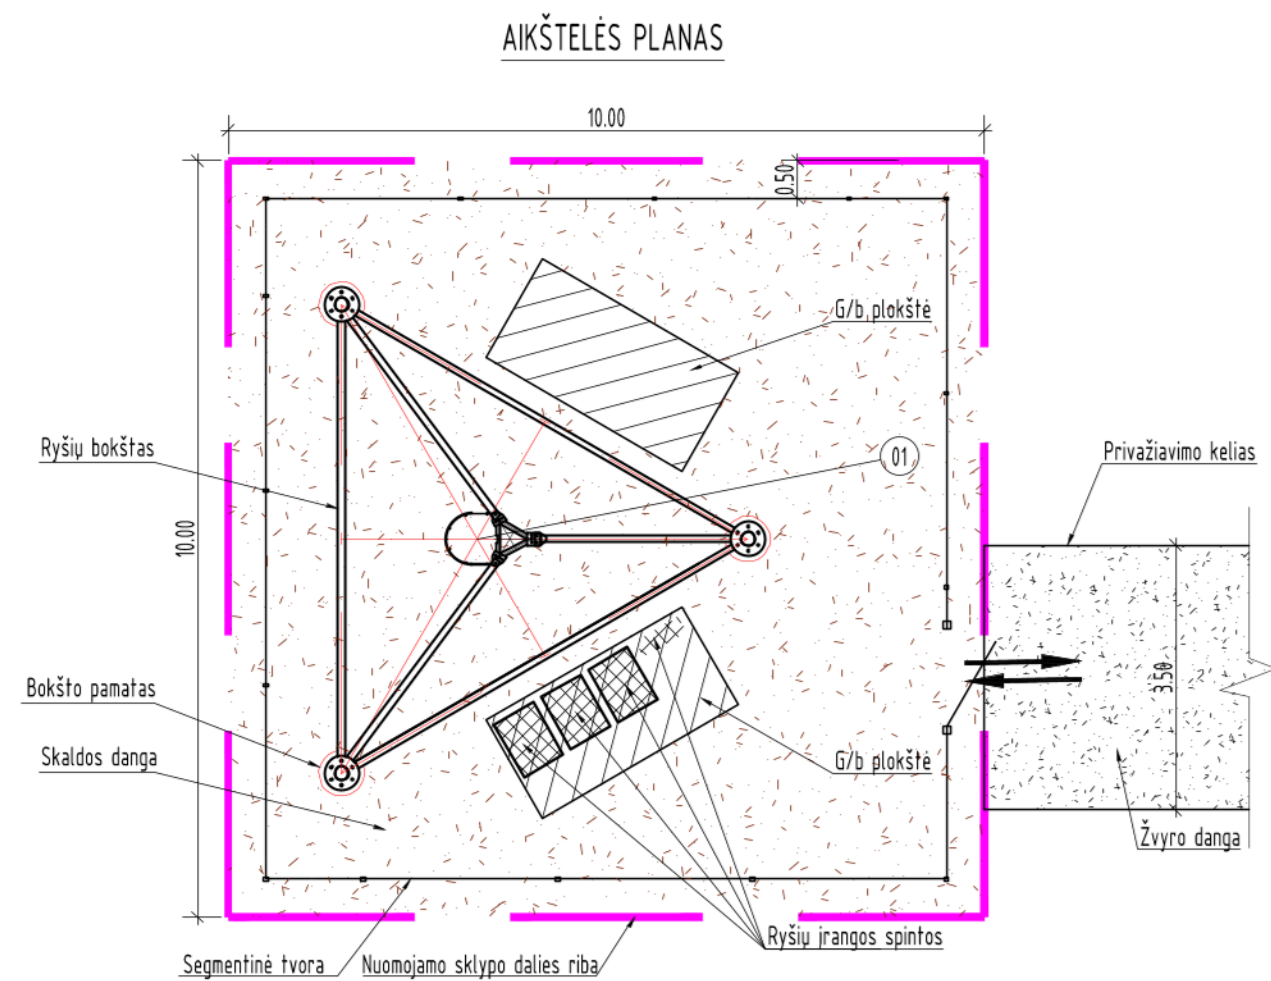 AIKŠTELĖS PLANAS
10.00
0.50
G/b plokštė
Ryšių bokštas
01
Privažiavimo kelias
10.00
3.50
Bokšto pamatas
Skaldos danga
G/b plokštė
Žvyro danga
Ryšių įrangos spintos
Segmentinė tvora
Nuomojamo sklypo dalies riba